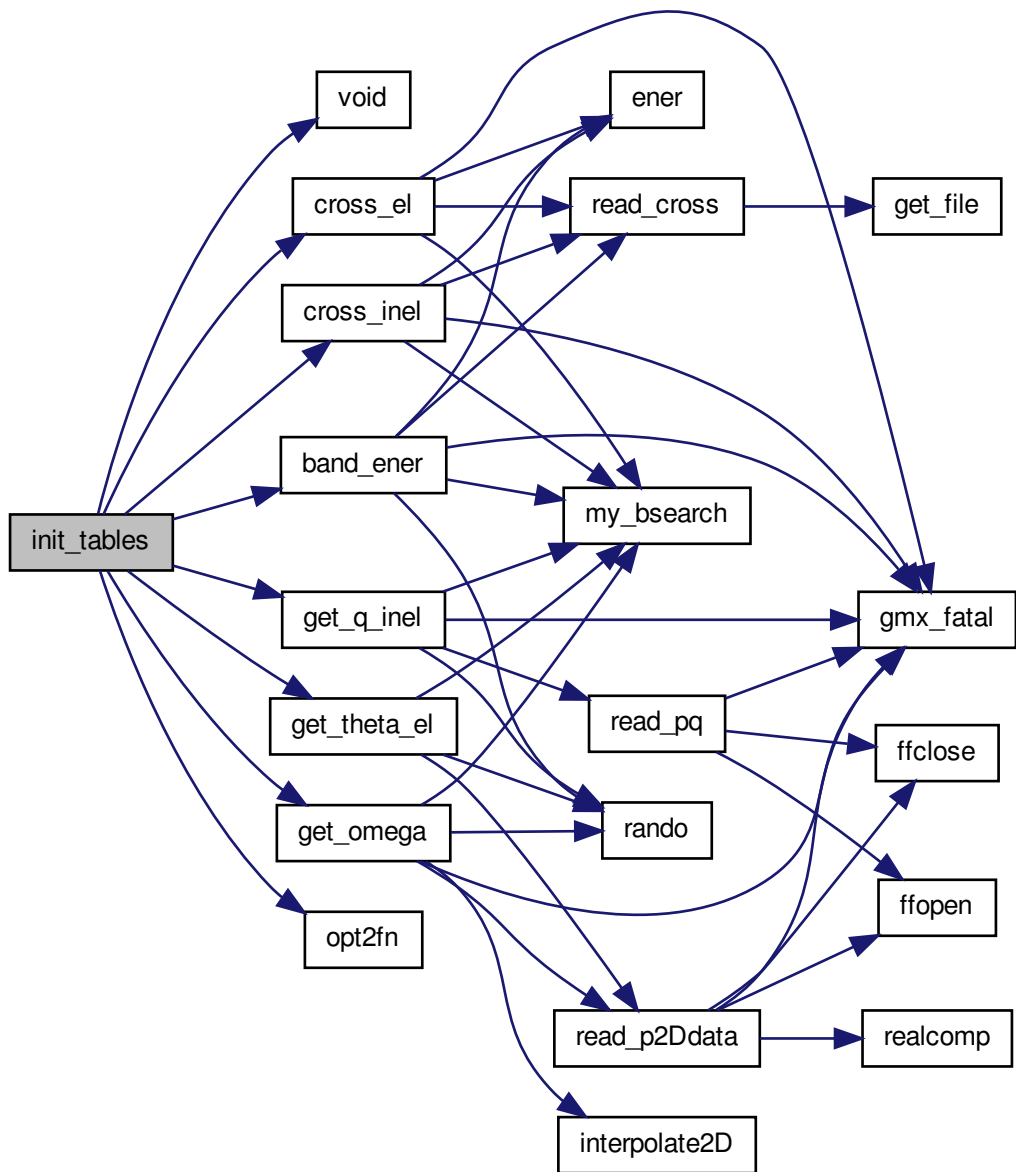 void
ener
cross_el
read_cross
get_file
cross_inel
band_ener
my_bsearch
init_tables
get_q_inel
gmx_fatal
get_theta_el
read_pq
ffclose
get_omega
rando
ffopen
opt2fn
read_p2Ddata
realcomp
interpolate2D